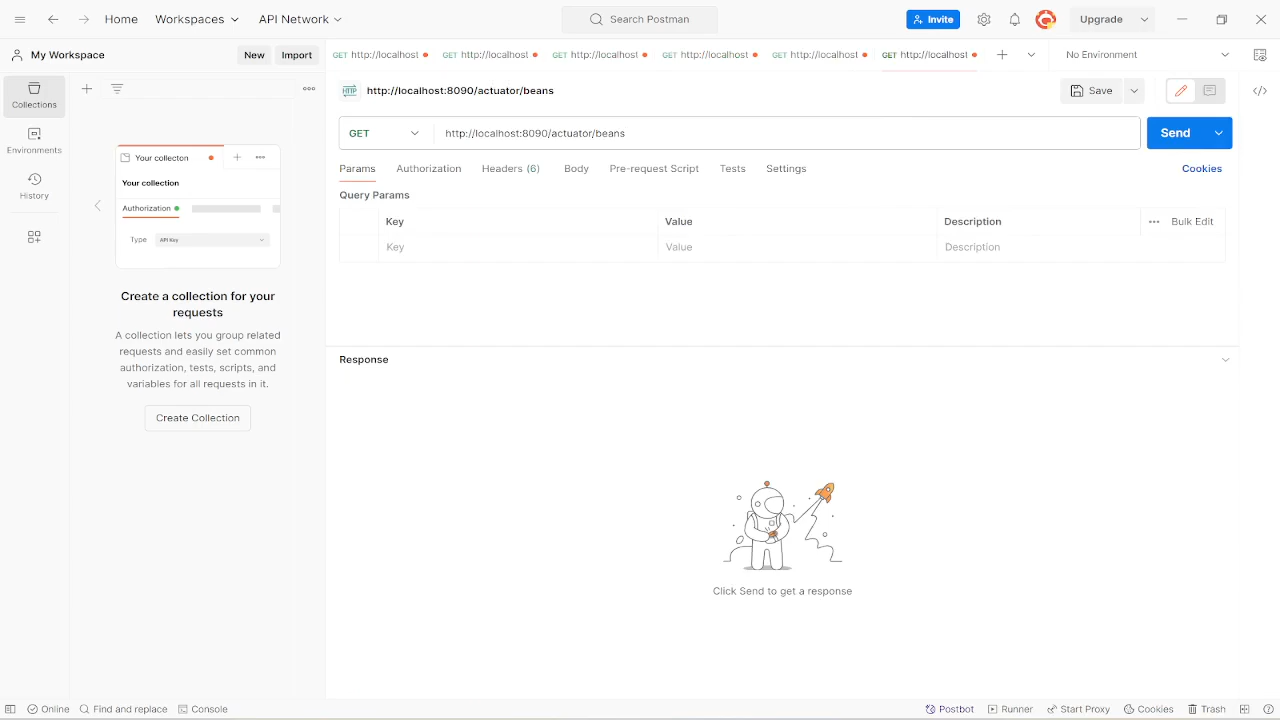 Home Workspaces API Network Search Postman Invite Upgrade
My Workspace New Import GET http://localhost GET http://localhost GET http://localhost GET http://localhost GET http://localhost GET http://localhost No Environment
Collections
Environments
History
HTTP http://localhost:8090/actuator/beans Save
GET http://localhost:8090/actuator/beans Send
Params Authorization Headers (6) Body Pre-request Script Tests Settings Cookies
Query Params
Key Value Description Bulk Edit
Key Value Description
Your collecton
Your collection
Authorization
Type API Key
Create a collection for your
requests
A collection lets you group related
requests and easily set common
authorization, tests, scripts, and
variables for all requests in it.
Create Collection
Response
Click Send to get a response
Online Find and replace Console Postbot Runner Start Proxy Cookies Trash